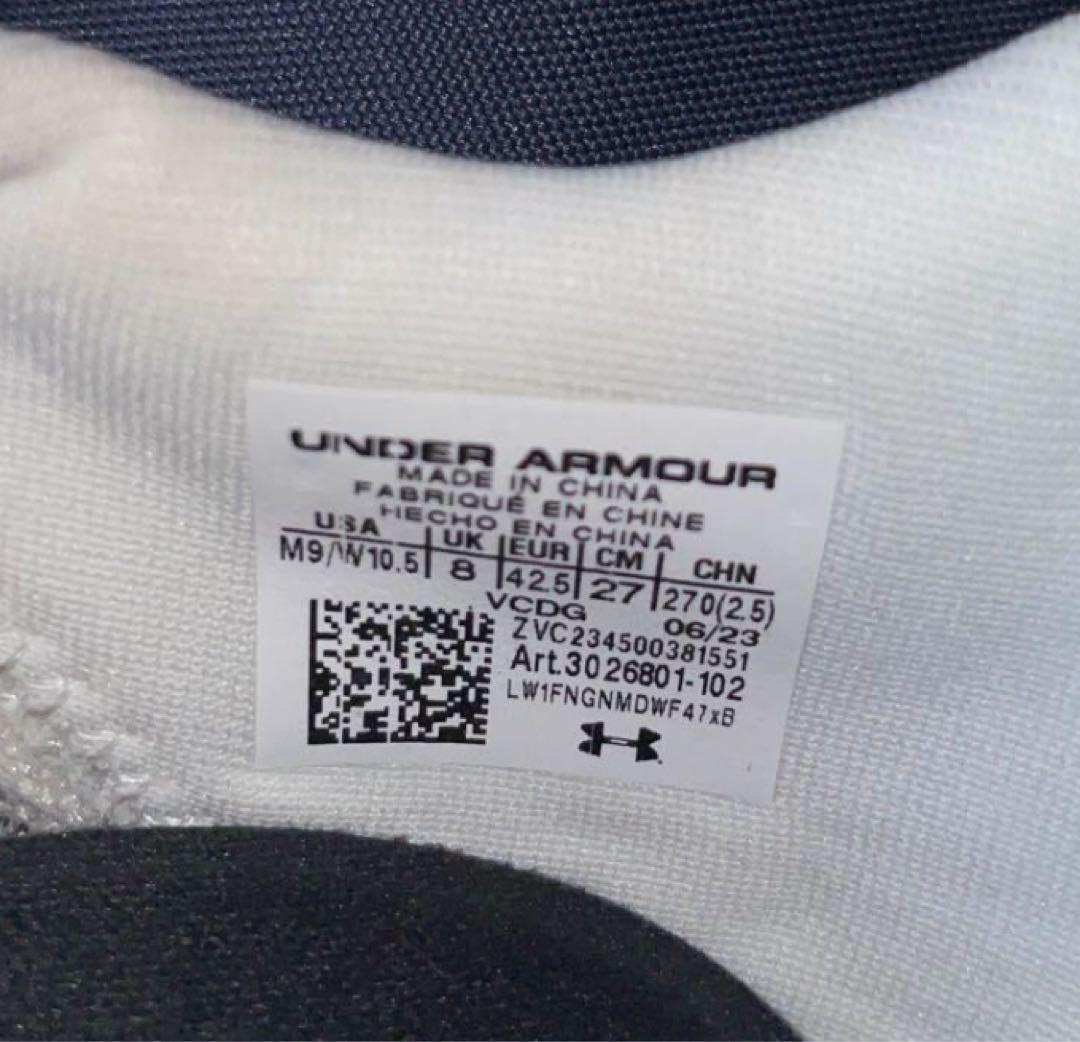 UNDER ARMOUR
MADE IN CHINA
FABRIQUÉ EN CHINE
HECHO EN CHINA
USA | UK | EUR | CM | CHN
M9/W10.5 | 8 | 42.5 | 27 | 270(2.5)
VCDG 06/23
ZVC234500381551
Art.3026801-102
LW1FNGNMDWF47xB